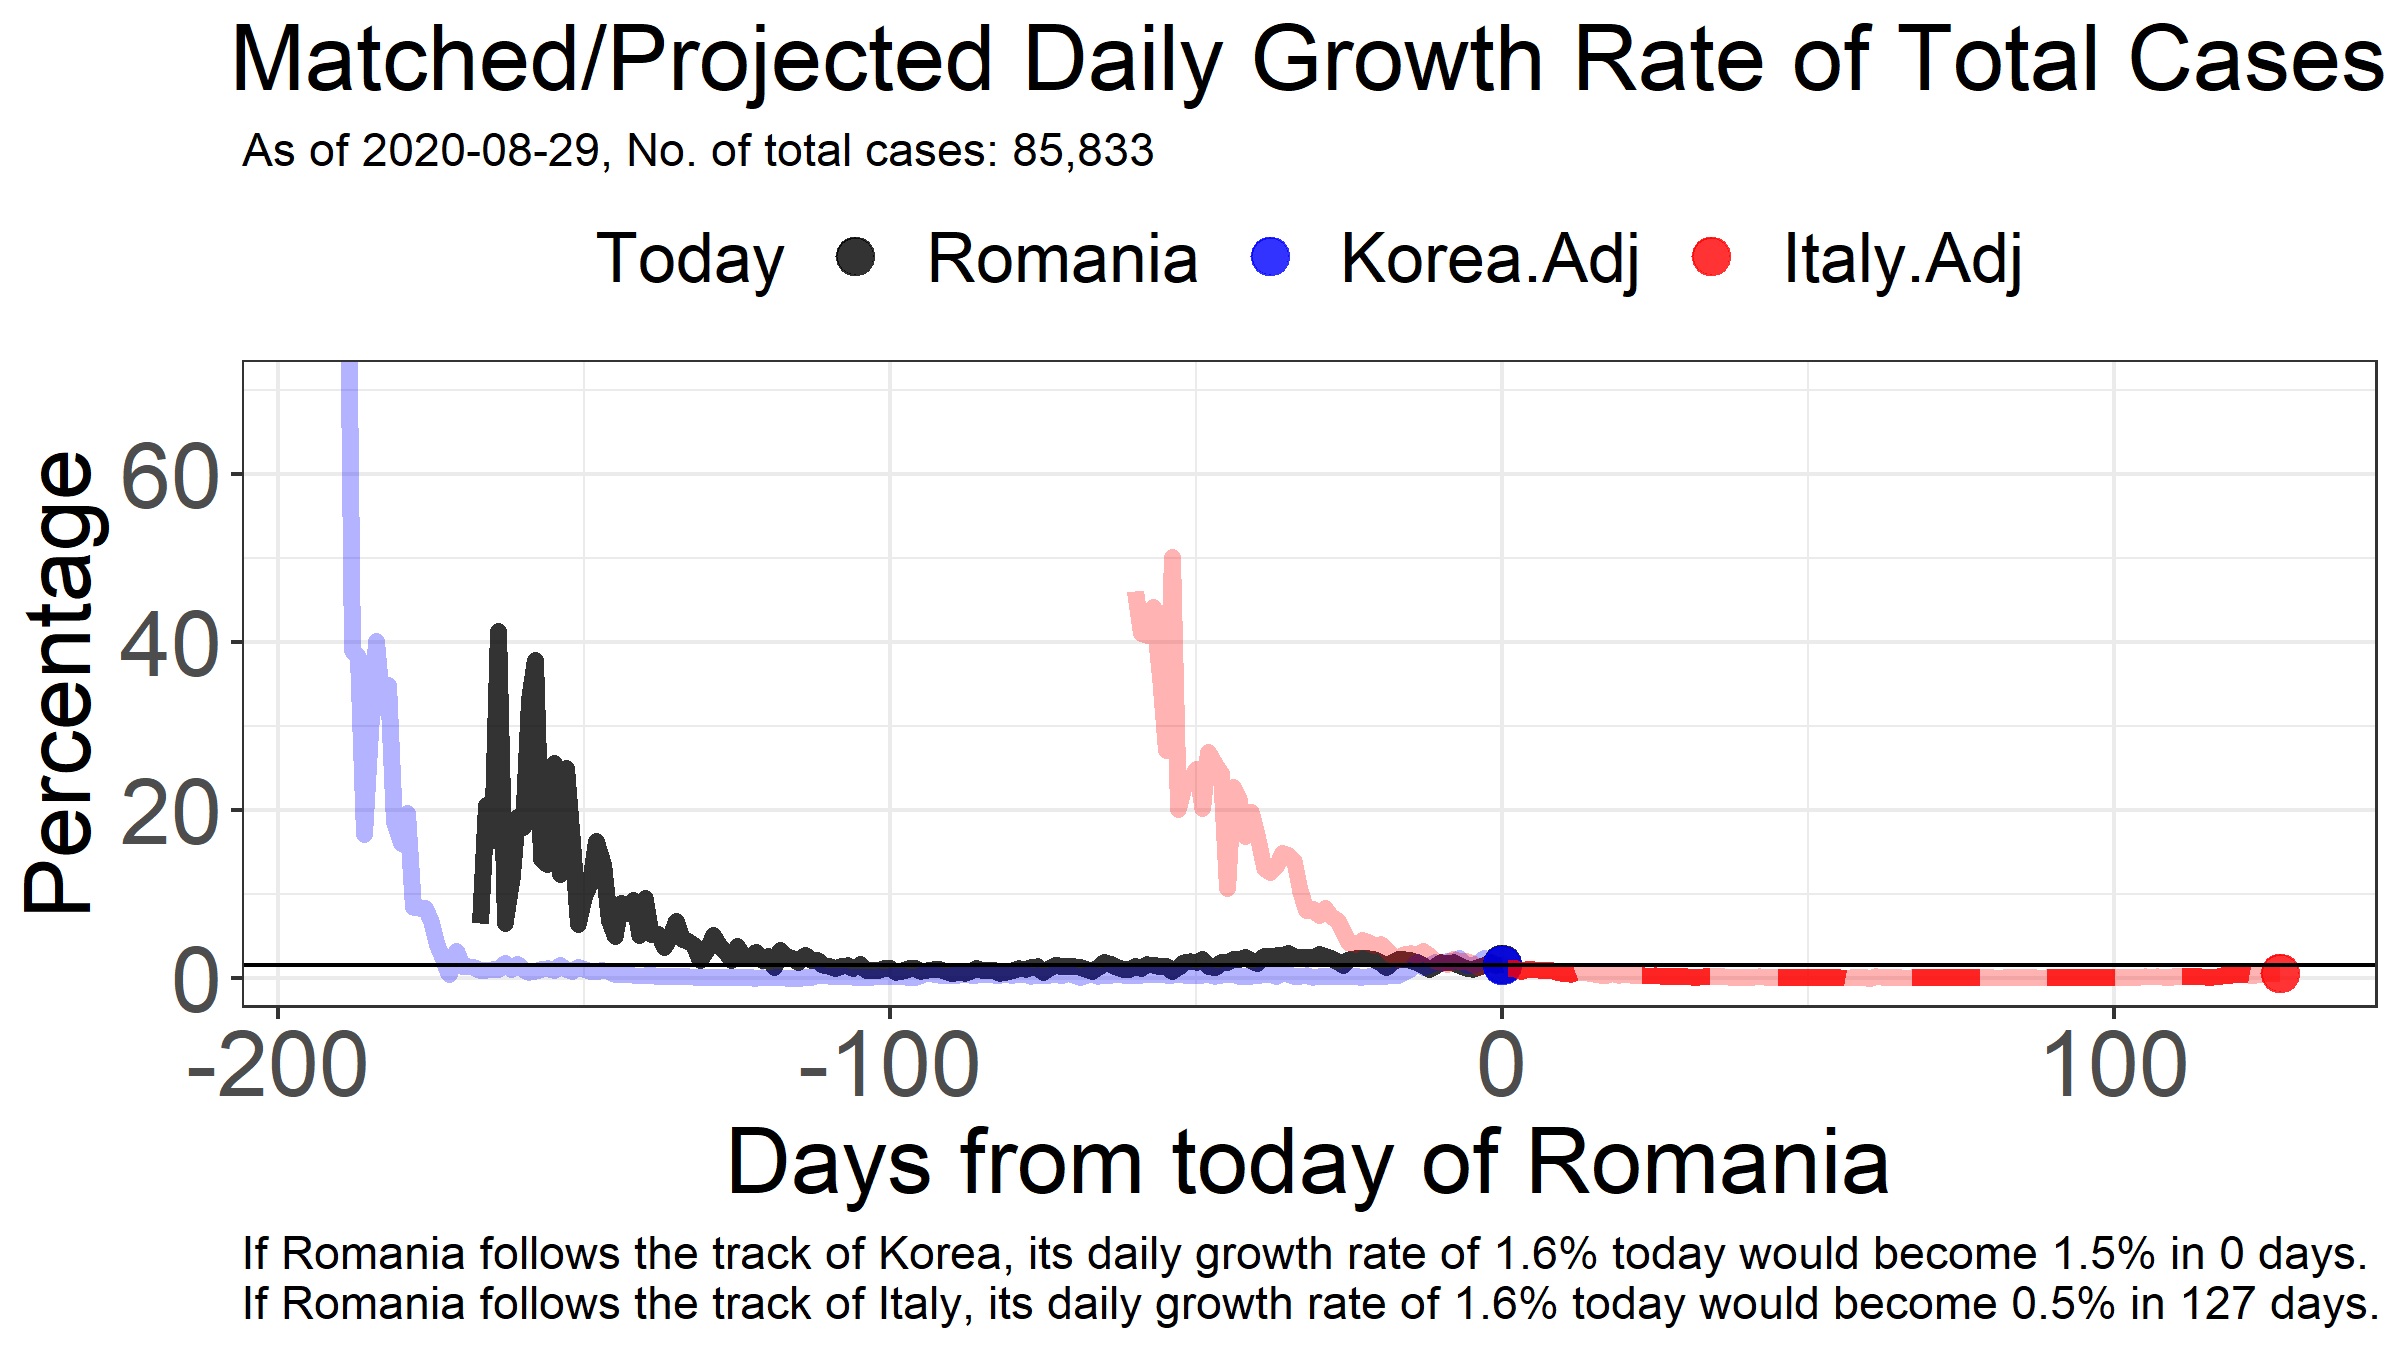 Matched/Projected Daily Growth Rate of Total Cases
As of 2020-08-29, No. of total cases: 85,833
Today Romania Korea.Adj Italy.Adj
Percentage
60
40
20
0
-200 -100 0 100
Days from today of Romania
If Romania follows the track of Korea, its daily growth rate of 1.6% today would become 1.5% in 0 days.
If Romania follows the track of Italy, its daily growth rate of 1.6% today would become 0.5% in 127 days.